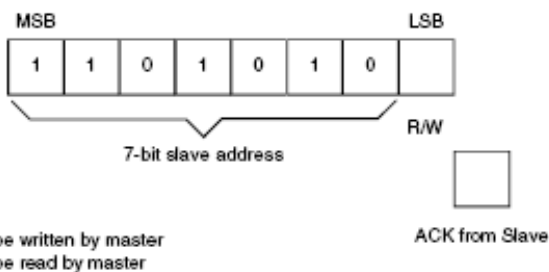 MSB LSB
1 1 0 1 0 1 0
R/W
7-bit slave address
ACK from Slave
be written by master
be read by master